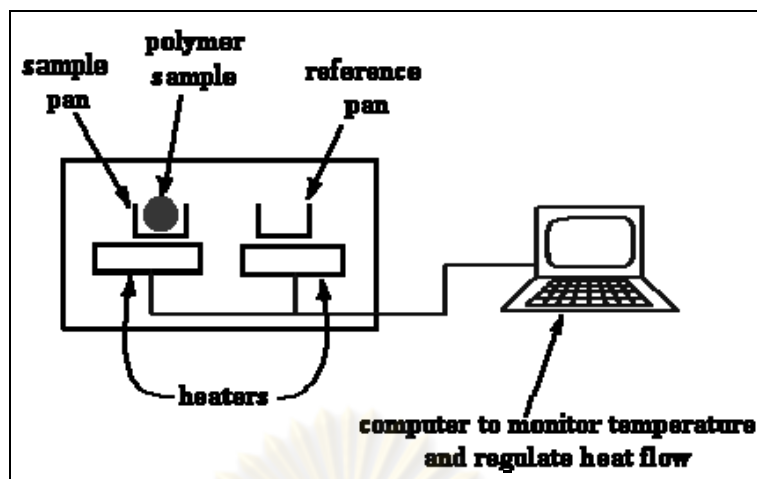 polymer
sample
sample
pan
reference
pan
heaters
computer to monitor temperature
and regulate heat flow